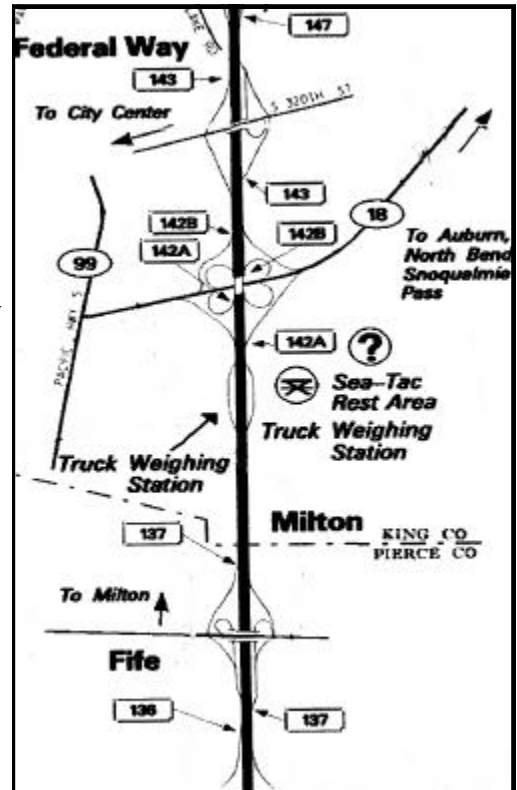 147
Federal Way
143
S 320TH ST
To City Center
143
18
142B
142B
142A
To Auburn,
North Bend
Snoqualmie
Pass
99
PACIFIC HWY S
142A
?
Sea-Tac
Rest Area
Truck Weighing
Station
Truck Weighing
Station
Milton
137
KING CO
PIERCE CO
To Milton
Fife
136
137